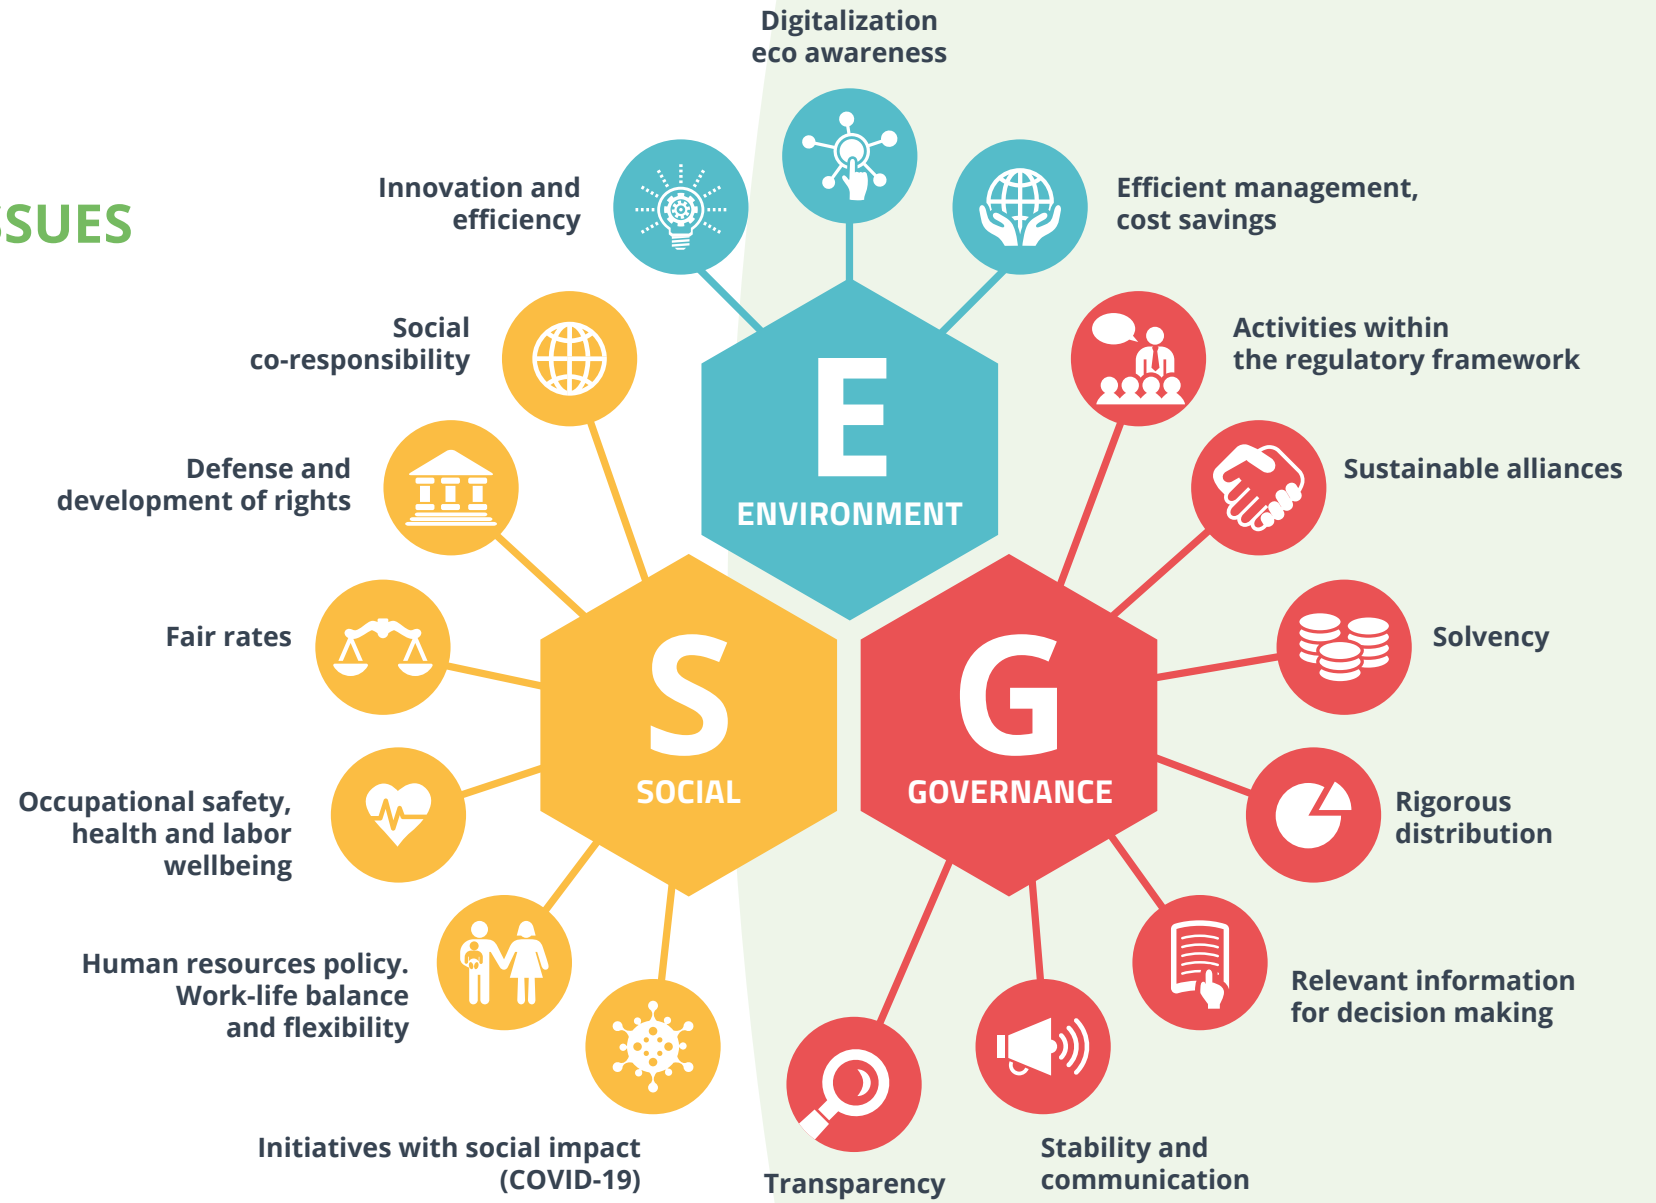 Digitalization
eco awareness
Innovation and
efficiency
Efficient management,
cost savings
Social
co-responsibility
Activities within
the regulatory framework
Defense and
development of rights
Sustainable alliances
E
ENVIRONMENT
Fair rates
Solvency
S
SOCIAL
G
GOVERNANCE
Occupational safety,
health and labor
wellbeing
Rigorous
distribution
Human resources policy.
Work-life balance
and flexibility
Relevant information
for decision making
Initiatives with social impact
(COVID-19)
Transparency
Stability and
communication